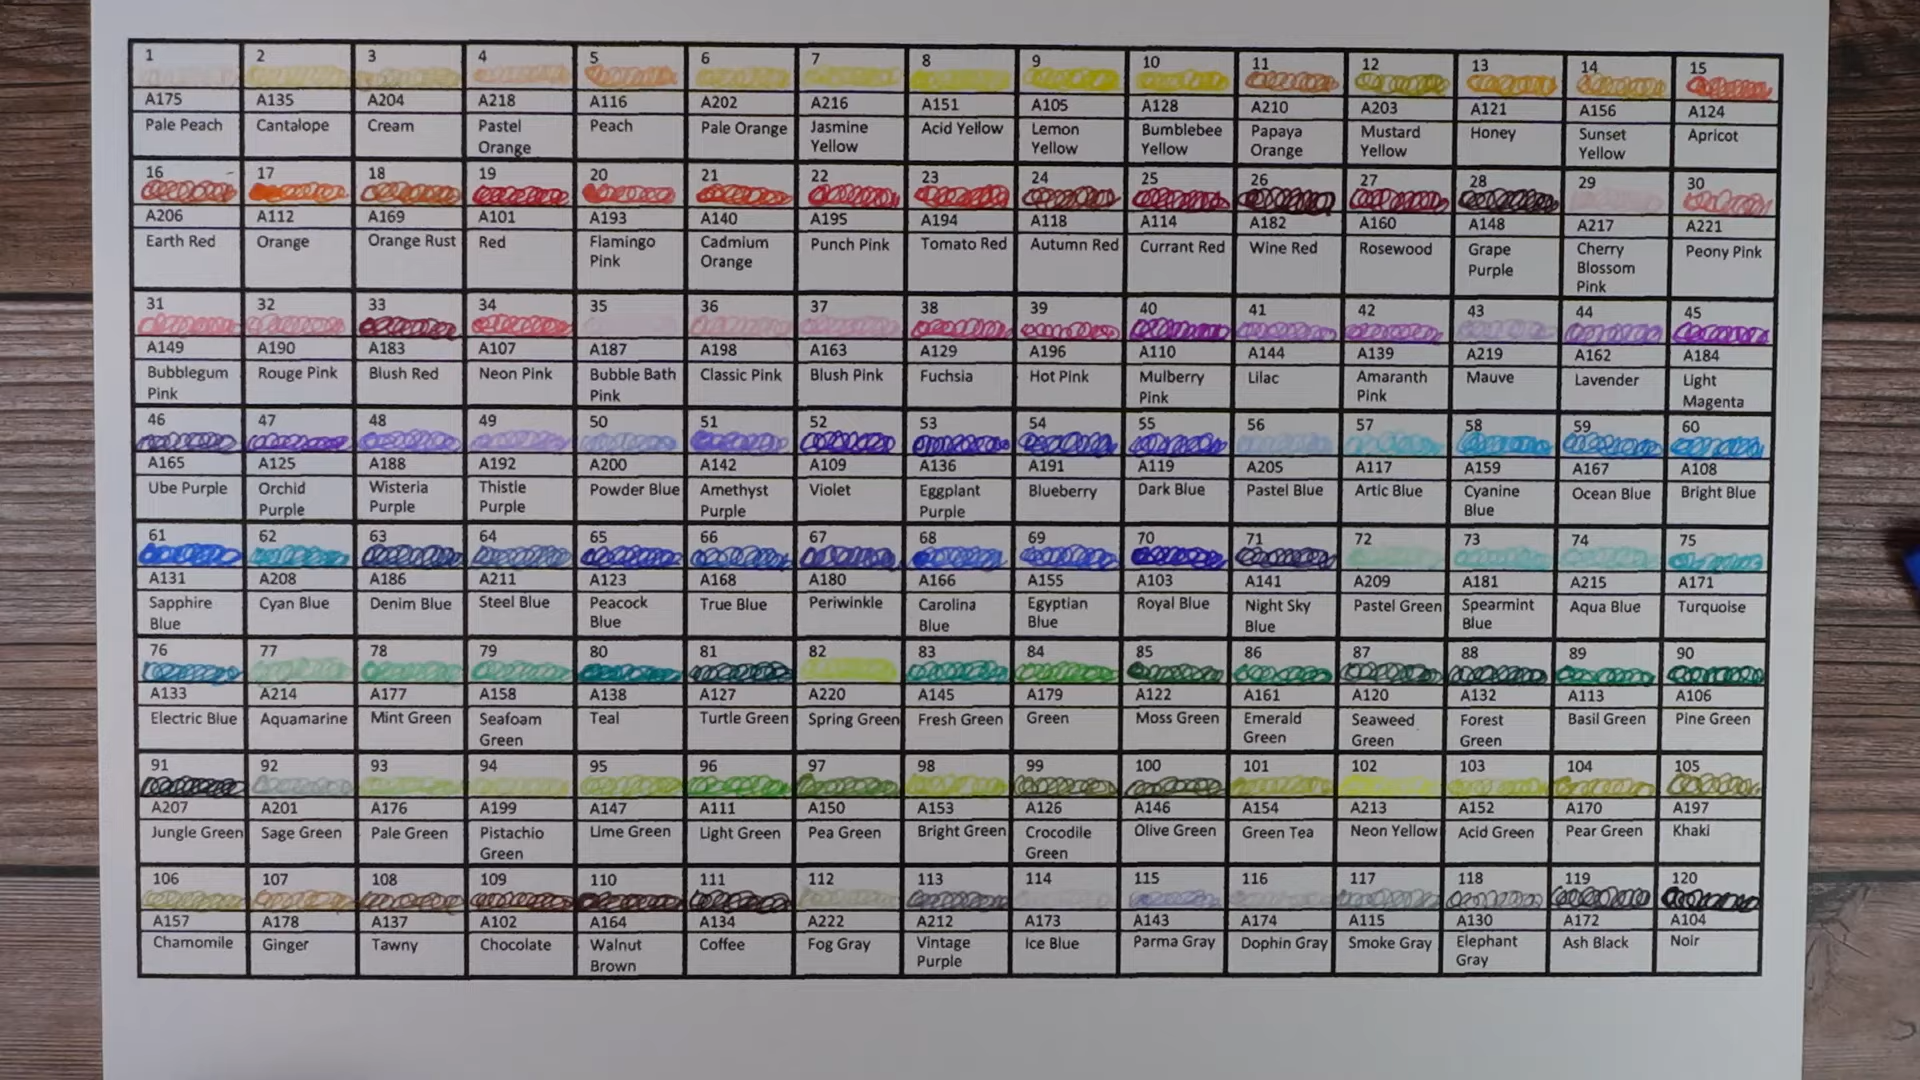 1 2 3 4 5 6 7 8 9 10 11 12 13 14 15
A175 A135 A204 A218 A116 A202 A216 A151 A105 A128 A210 A203 A121 A156 A124
Pale Peach Cantalope Cream Pastel Peach Pale Orange Jasmine Acid Yellow Lemon Bumblebee Papaya Mustard Honey Sunset Apricot
Orange Yellow Yellow Yellow Orange Yellow Yellow
16 17 18 19 20 21 22 23 24 25 26 27 28 29 30
A206 A112 A169 A101 A193 A140 A195 A194 A118 A114 A182 A160 A148 A217 A221
Earth Red Orange Orange Rust Red Flamingo Cadmium Punch Pink Tomato Red Autumn Red Currant Red Wine Red Rosewood Grape Cherry Peony Pink
Pink Orange Purple Blossom
Pink
31 32 33 34 35 36 37 38 39 40 41 42 43 44 45
A149 A190 A183 A107 A187 A198 A163 A129 A196 A110 A144 A139 A219 A162 A184
Bubblegum Rouge Pink Blush Red Neon Pink Bubble Bath Classic Pink Blush Pink Fuchsia Hot Pink Mulberry Lilac Amaranth Mauve Lavender Light
Pink Pink Pink Pink Magenta
46 47 48 49 50 51 52 53 54 55 56 57 58 59 60
A165 A125 A188 A192 A200 A142 A109 A136 A191 A119 A205 A117 A159 A167 A108
Ube Purple Orchid Wisteria Thistle Powder Blue Amethyst Violet Eggplant Blueberry Dark Blue Pastel Blue Artic Blue Cyanine Ocean Blue Bright Blue
Purple Purple Purple Purple Purple Blue
61 62 63 64 65 66 67 68 69 70 71 72 73 74 75
A131 A208 A186 A211 A123 A168 A180 A166 A155 A103 A141 A209 A181 A215 A171
Sapphire Cyan Blue Denim Blue Steel Blue Peacock True Blue Periwinkle Carolina Egyptian Royal Blue Night Sky Pastel Green Spearmint Aqua Blue Turquoise
Blue Blue Blue Blue Blue Blue
76 77 78 79 80 81 82 83 84 85 86 87 88 89 90
A133 A214 A177 A158 A138 A127 A220 A145 A179 A122 A161 A120 A132 A113 A106
Electric Blue Aquamarine Mint Green Seafoam Teal Turtle Green Spring Green Fresh Green Green Moss Green Emerald Seaweed Forest Basil Green Pine Green
Green Green Green Green
91 92 93 94 95 96 97 98 99 100 101 102 103 104 105
A207 A201 A176 A199 A147 A111 A150 A153 A126 A146 A154 A213 A152 A170 A197
Jungle Green Sage Green Pale Green Pistachio Lime Green Light Green Pea Green Bright Green Crocodile Olive Green Green Tea Neon Yellow Acid Green Pear Green Khaki
Green Green
106 107 108 109 110 111 112 113 114 115 116 117 118 119 120
A157 A178 A137 A102 A164 A134 A222 A212 A173 A143 A174 A115 A130 A172 A104
Chamomile Ginger Tawny Chocolate Walnut Coffee Fog Gray Vintage Ice Blue Parma Gray Dophin Gray Smoke Gray Elephant Ash Black Noir
Brown Purple Gray